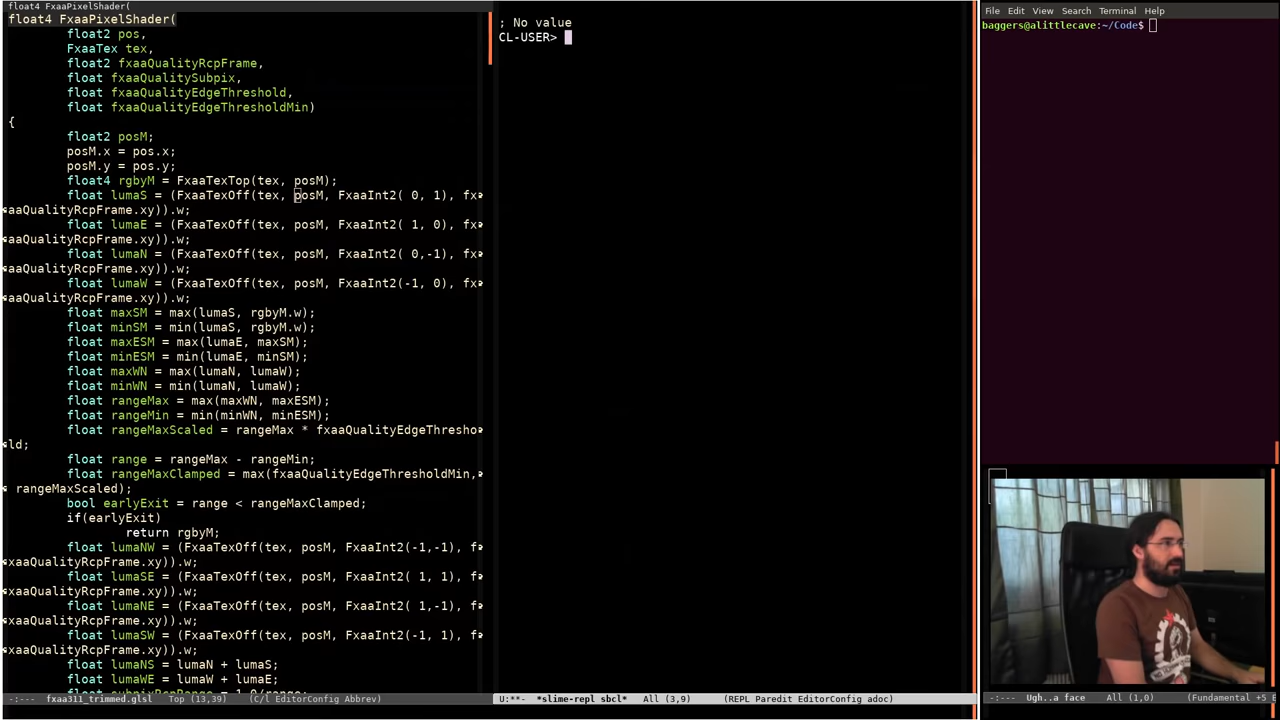 float4 FxaaPixelShader(
float4 FxaaPixelShader(
float2 pos,
FxaaTex tex,
float2 fxaaQualityRcpFrame,
float fxaaQualitySubpix,
float fxaaQualityEdgeThreshold,
float fxaaQualityEdgeThresholdMin)
{
float2 posM;
posM.x = pos.x;
posM.y = pos.y;
float4 rgbyM = FxaaTexTop(tex, posM);
float lumaS = (FxaaTexOff(tex, posM, FxaaInt2( 0, 1), fx
aaQualityRcpFrame.xy)).w;
float lumaE = (FxaaTexOff(tex, posM, FxaaInt2( 1, 0), fx
aaQualityRcpFrame.xy)).w;
float lumaN = (FxaaTexOff(tex, posM, FxaaInt2( 0,-1), fx
aaQualityRcpFrame.xy)).w;
float lumaW = (FxaaTexOff(tex, posM, FxaaInt2(-1, 0), fx
aaQualityRcpFrame.xy)).w;
float maxSM = max(lumaS, rgbyM.w);
float minSM = min(lumaS, rgbyM.w);
float maxESM = max(lumaE, maxSM);
float minESM = min(lumaE, minSM);
float maxWN = max(lumaN, lumaW);
float minWN = min(lumaN, lumaW);
float rangeMax = max(maxWN, maxESM);
float rangeMin = min(minWN, minESM);
float rangeMaxScaled = rangeMax * fxaaQualityEdgeThresho
ld;
float range = rangeMax - rangeMin;
float rangeMaxClamped = max(fxaaQualityEdgeThresholdMin,
rangeMaxScaled);
bool earlyExit = range < rangeMaxClamped;
if(earlyExit)
return rgbyM;
float lumaNW = (FxaaTexOff(tex, posM, FxaaInt2(-1,-1), f
xaaQualityRcpFrame.xy)).w;
float lumaSE = (FxaaTexOff(tex, posM, FxaaInt2( 1, 1), f
xaaQualityRcpFrame.xy)).w;
float lumaNE = (FxaaTexOff(tex, posM, FxaaInt2( 1,-1), f
xaaQualityRcpFrame.xy)).w;
float lumaSW = (FxaaTexOff(tex, posM, FxaaInt2(-1, 1), f
xaaQualityRcpFrame.xy)).w;
float lumaNS = lumaN + lumaS;
float lumaWE = lumaW + lumaE;
float subpixRcpRange = 1.0/range;
-:--- fxaa311_trimmed.glsl Top (13,39) (C/l EditorConfig Abbrev)
; No value
CL-USER>
U:**- *slime-repl sbcl* All (3,9) (REPL Paredit EditorConfig adoc)
File Edit View Search Terminal Help
baggers@alittlecave:~/Code$
-:--- Ugh..a face All (1,0) (Fundamental +5 E